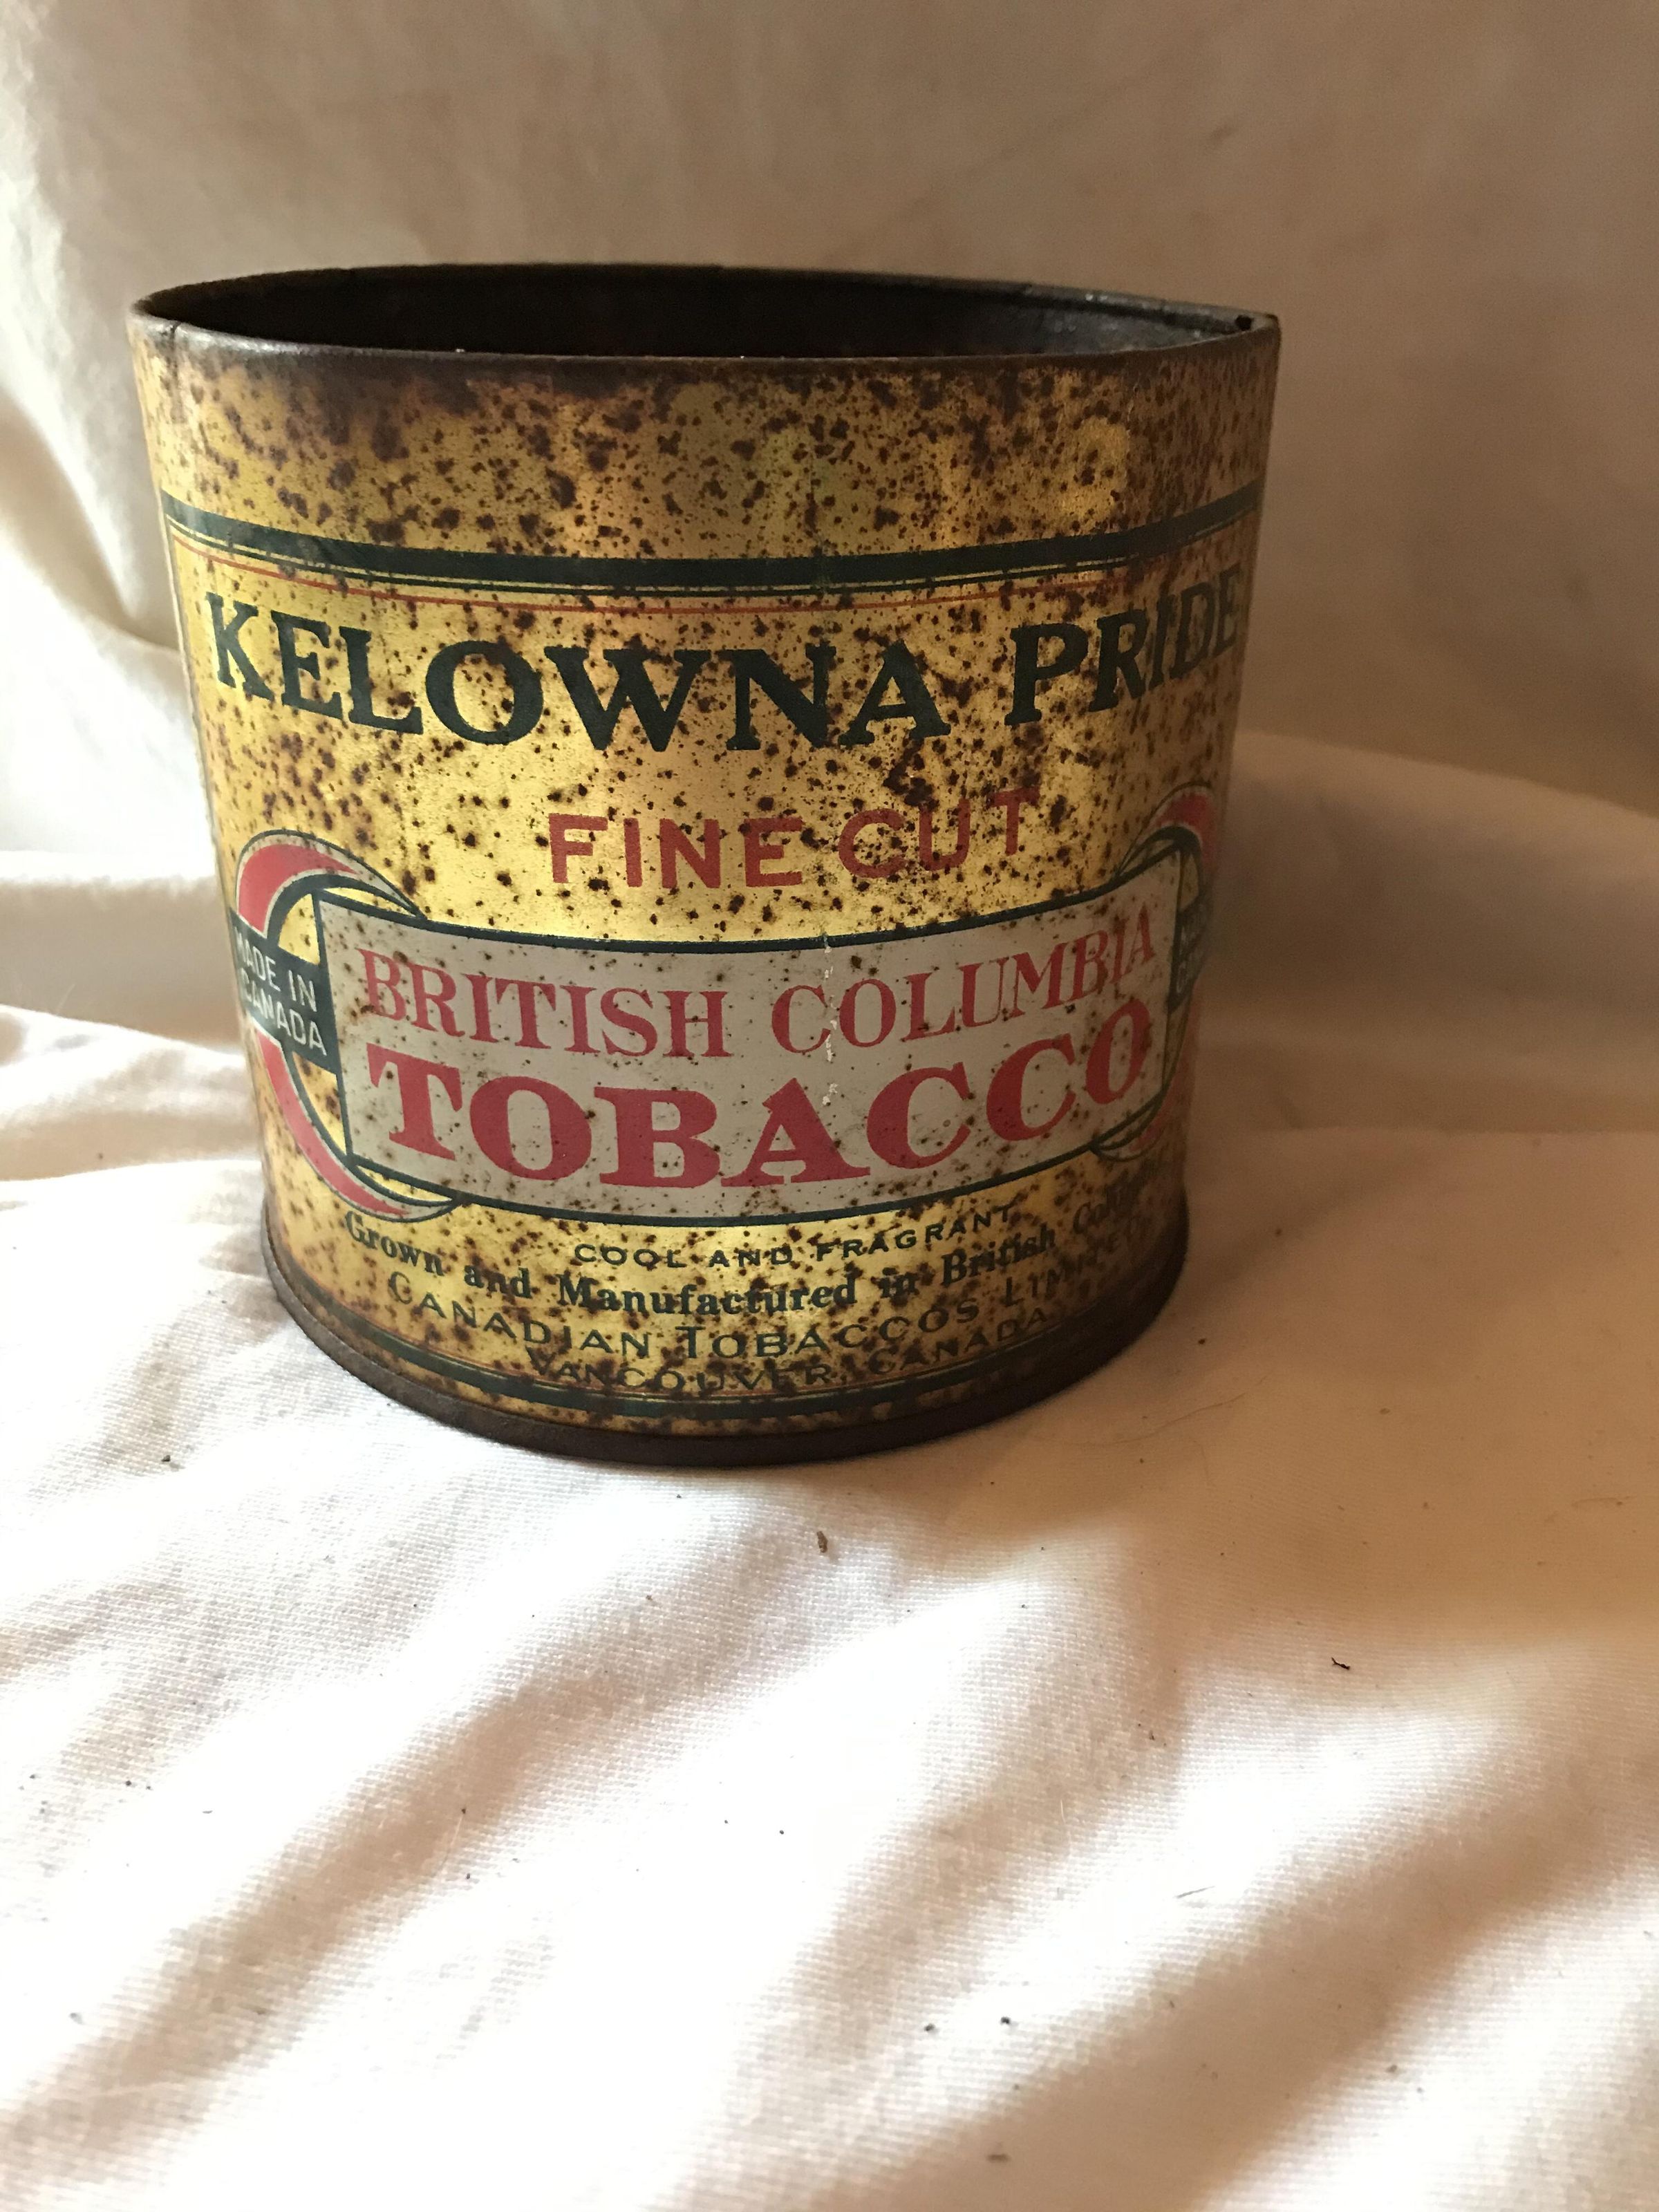 KELOWNA PRIDE
FINE CUT
MADE IN
CANADA
BRITISH COLUMBIA
TOBACCO
COOL AND FRAGRANT
Grown and Manufactured in British
CANADIAN TOBACCOS LIMITED
VANCOUVER, CANADA